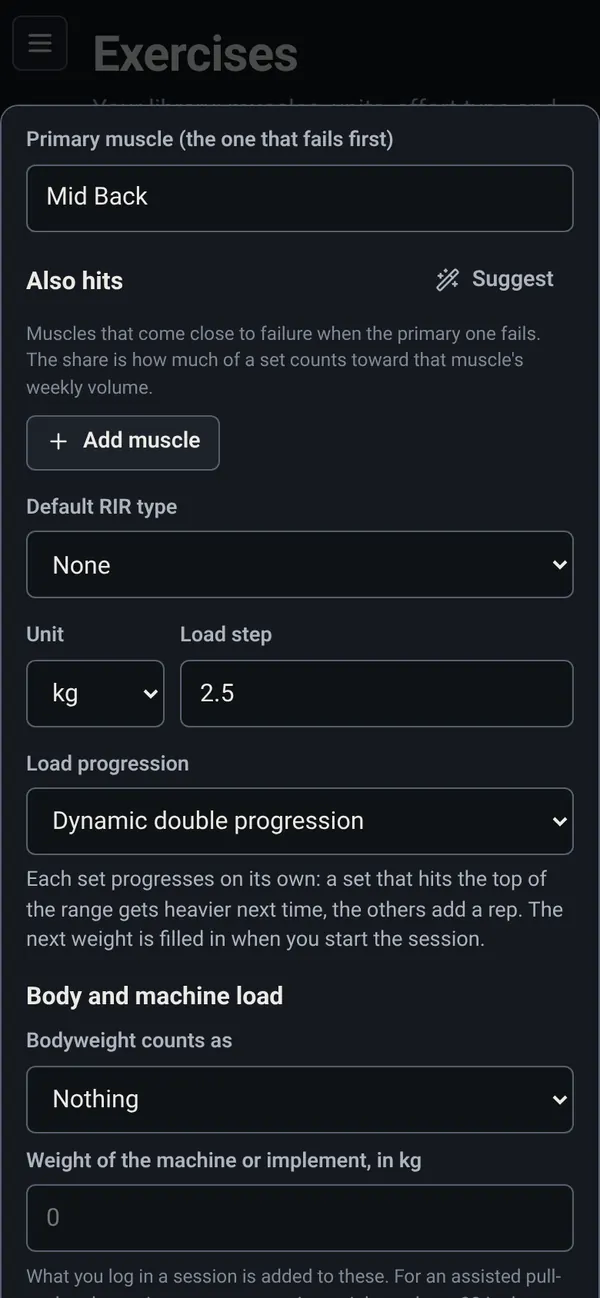 Exercises
Primary muscle (the one that fails first)
Mid Back
Also hits
Suggest
Muscles that come close to failure when the primary one fails.
The share is how much of a set counts toward that muscle's
weekly volume.
+ Add muscle
Default RIR type
None
Unit
Load step
kg
2.5
Load progression
Dynamic double progression
Each set progresses on its own: a set that hits the top of
the range gets heavier next time, the others add a rep. The
next weight is filled in when you start the session.
Body and machine load
Bodyweight counts as
Nothing
Weight of the machine or implement, in kg
0
What you log in a session is added to these. For an assisted pull-